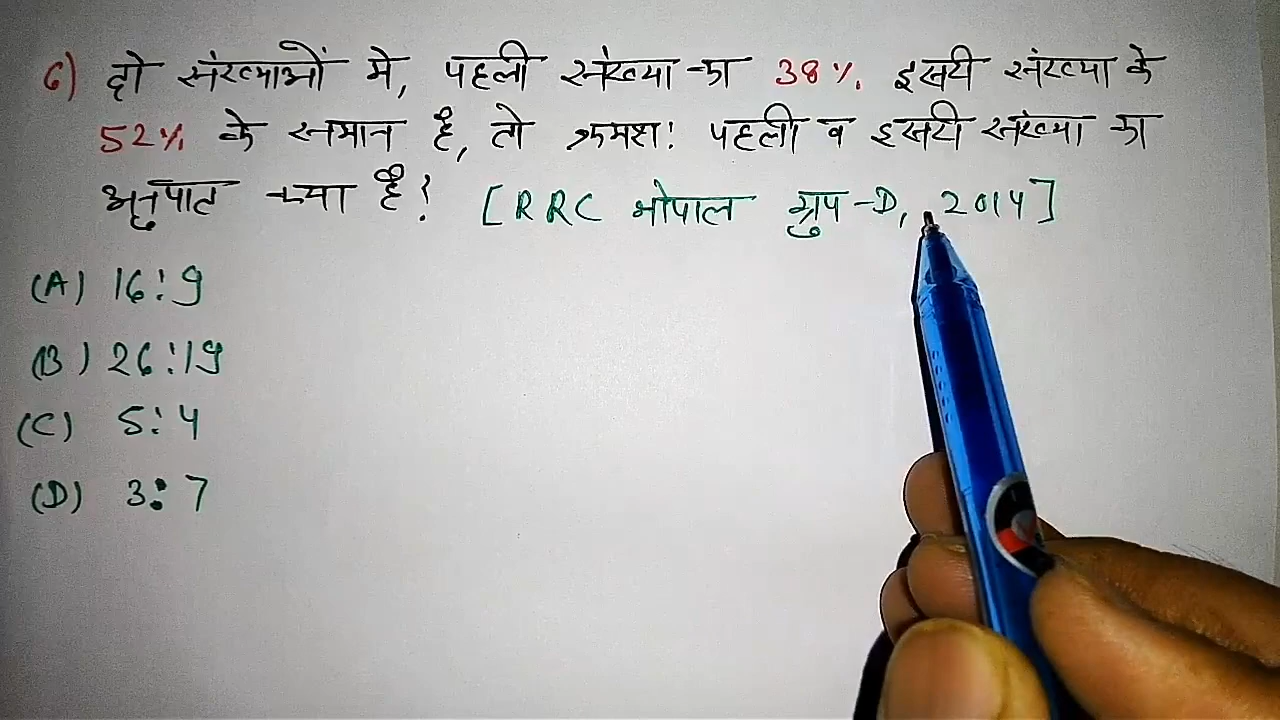 6) दो संख्याओं मे, पहली संख्या का 38% दूसरी संख्या के
52% के समान है, तो क्रमश: पहली व दूसरी संख्या का
अनुपात क्या है? [RRC भोपाल ग्रुप-D, 2014]
(A) 16:9
(B) 26:19
(C) 5:4
(D) 3:7